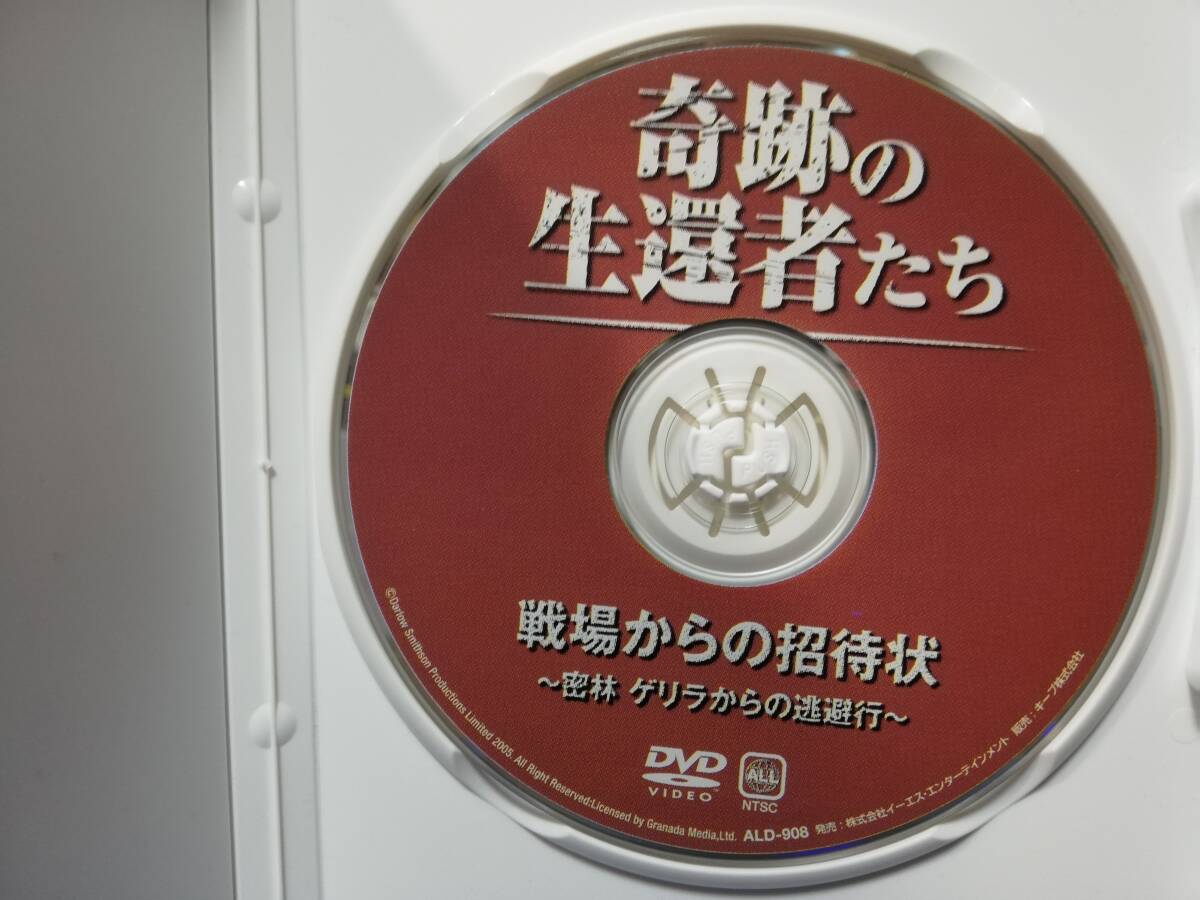 奇跡の
生還者たち
戦場からの招待状
~密林 ゲリラからの逃避行~
DVD
VIDEO
ALL
NTSC
©Darlow Smithson Productions Limited 2005. All Right Reserved:Licensed by Granada Media,Ltd. ALD-908 発売：株式会社イーエス・エンターテインメント 販売：キープ株式会社